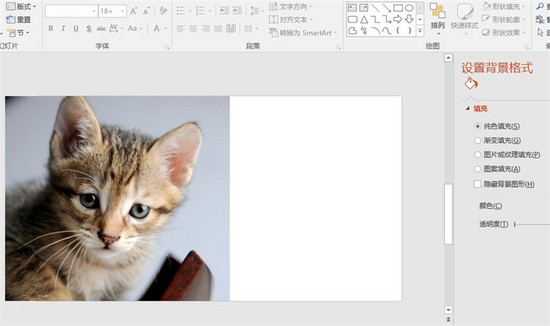 版式
重置
节
幻灯片
18
B I U S abc AV Aa A
字体
文字方向
对齐文本
转换为 SmartArt
段落
排列
快速样式
形状填充
形状轮廓
形状效果
绘图
设置背景格式
填充
纯色填充(S)
渐变填充(G)
图片或纹理填充(P)
图案填充(A)
隐藏背景图形(H)
颜色(C)
透明度(T)